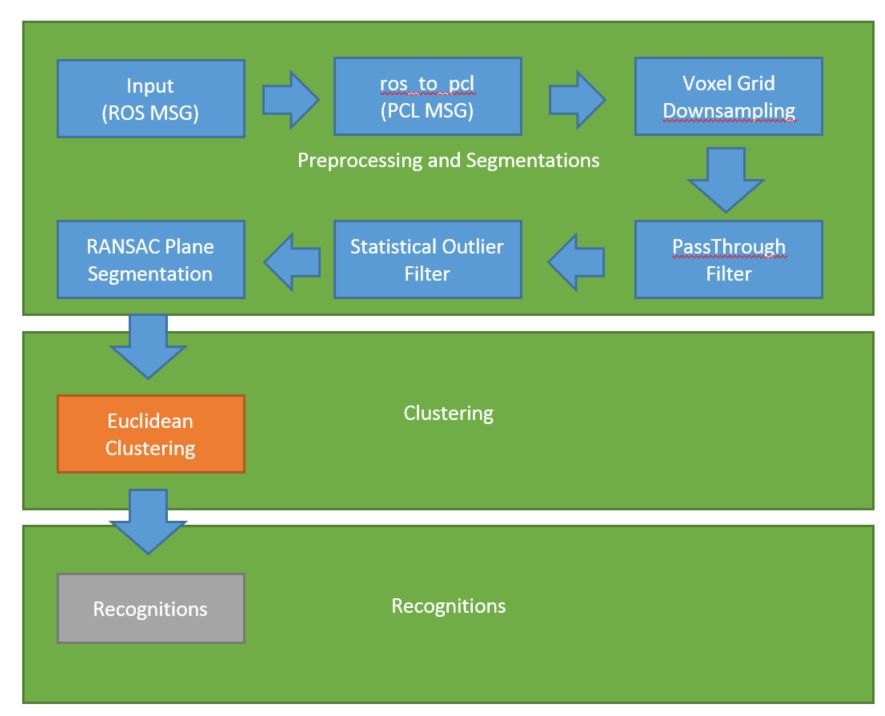 Input
(ROS MSG)
ros_to_pcl
(PCL MSG)
Voxel Grid
Downsampling
Preprocessing and Segmentations
RANSAC Plane
Segmentation
Statistical Outlier
Filter
PassThrough
Filter
Euclidean
Clustering
Clustering
Recognitions
Recognitions